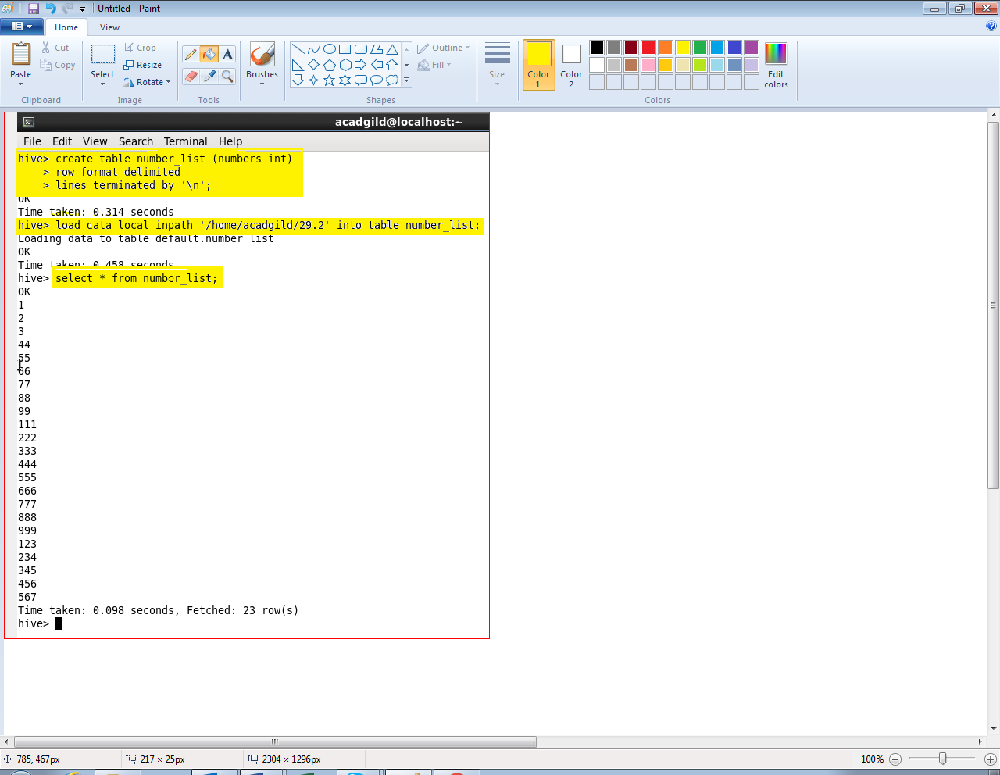 Untitled - Paint
Home
View
Paste
Cut
Copy
Clipboard
Select
Crop
Resize
Rotate
Image
A
Tools
Brushes
Outline
Fill
Shapes
Size
Color 1
Color 2
Edit colors
Colors
acadgild@localhost:~
File Edit View Search Terminal Help
hive> create table number_list (numbers int)
> row format delimited
> lines terminated by '\n';
OK
Time taken: 0.314 seconds
hive> load data local inpath '/home/acadgild/29.2' into table number_list;
Loading data to table default.number_list
OK
Time taken: 0.458 seconds
hive> select * from number_list;
OK
1
2
3
44
55
66
77
88
99
111
222
333
444
555
666
777
888
999
123
234
345
456
567
Time taken: 0.098 seconds, Fetched: 23 row(s)
hive>
785, 467px
217 × 25px
2304 × 1296px
100%